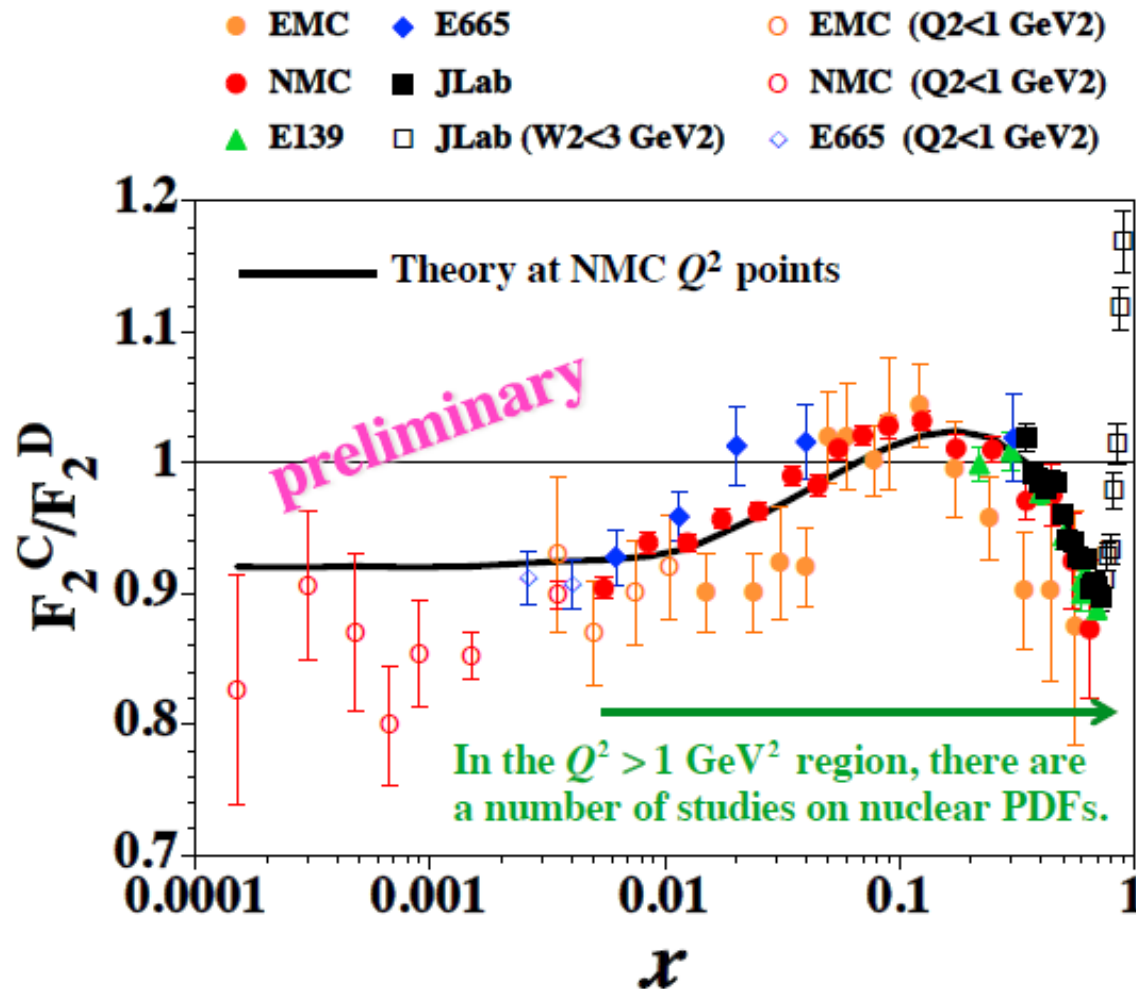 EMC E665 EMC (Q2<1 GeV2)
NMC JLab NMC (Q2<1 GeV2)
E139 JLab (W2<3 GeV2) E665 (Q2<1 GeV2)
1.2
Theory at NMC Q² points
1.1
preliminary
1
F₂ᶜ/F₂ᴰ
0.9
0.8
In the Q² > 1 GeV² region, there are
a number of studies on nuclear PDFs.
0.7
0.0001 0.001 0.01 0.1 1
x